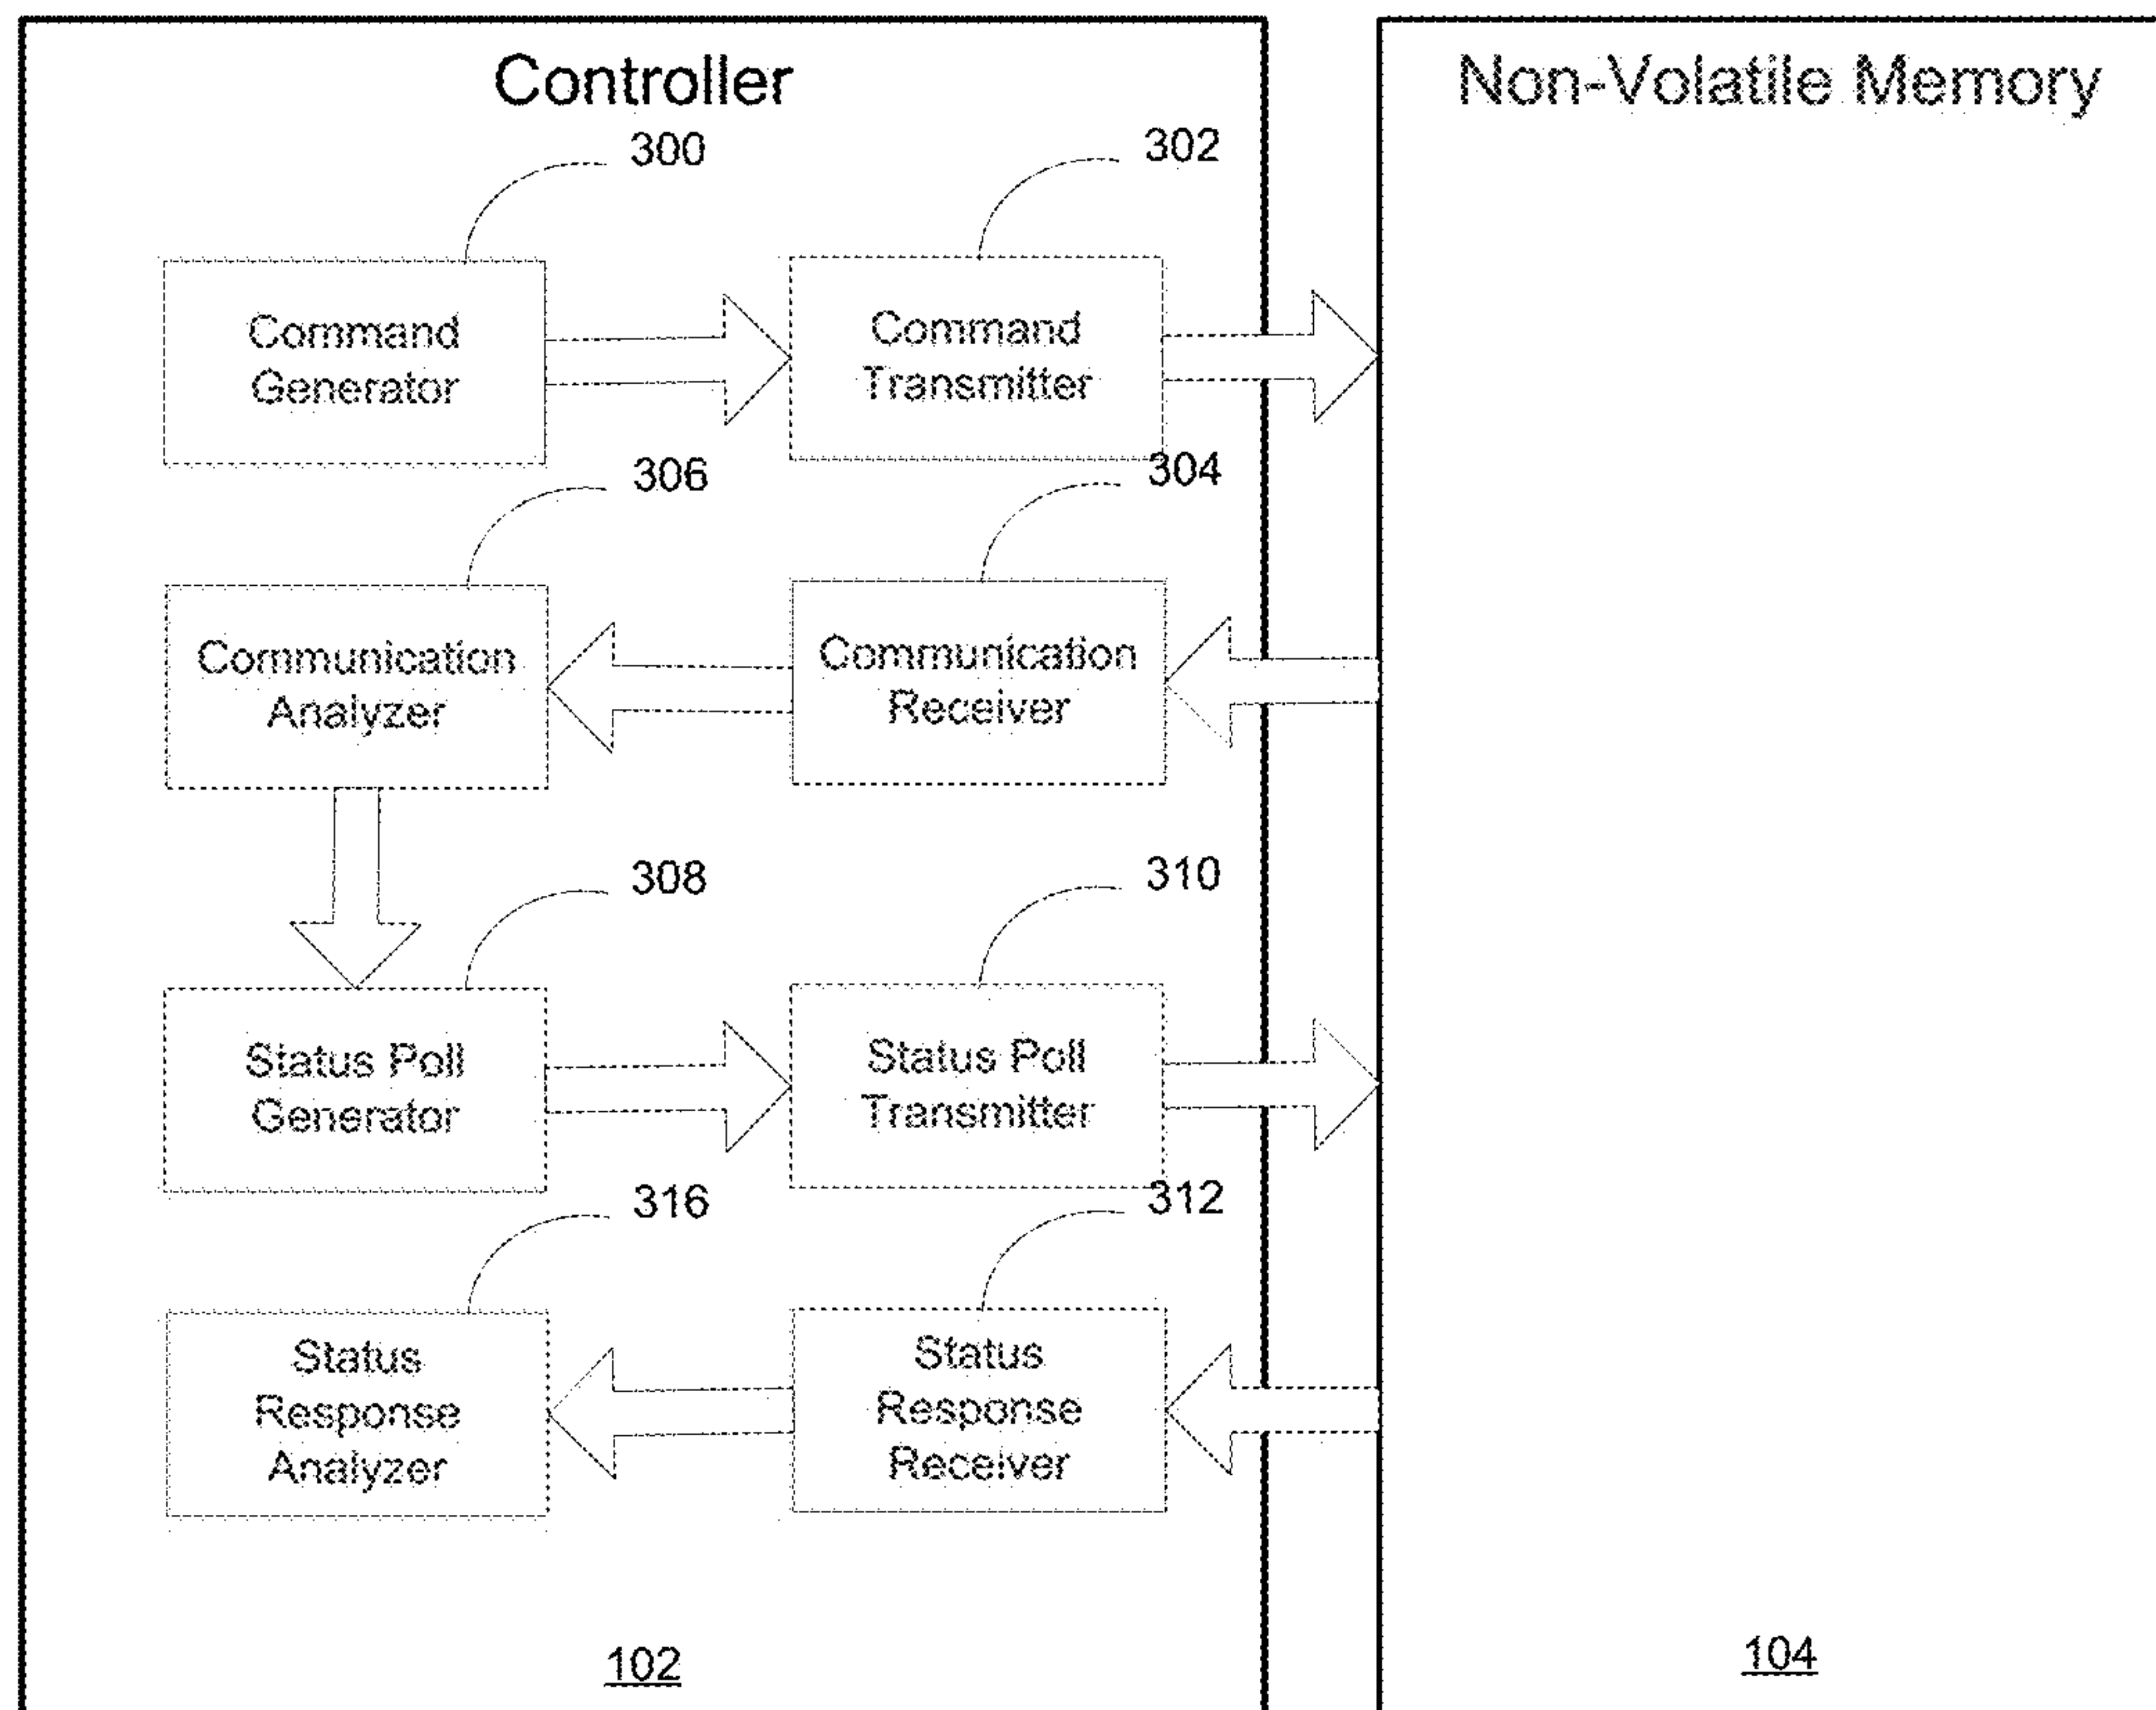 Controller
Non-Volatile Memory
300
302
Command
Generator
Command
Transmitter
306
304
Communication
Analyzer
Communication
Receiver
308
310
Status Poll
Generator
Status Poll
Transmitter
316
312
Status
Response
Analyzer
Status
Response
Receiver
102
104